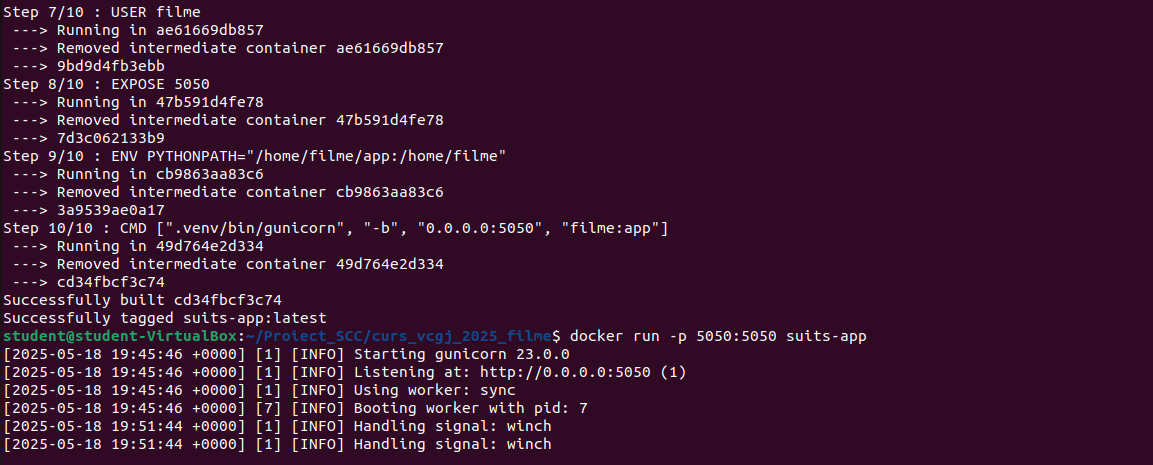 Step 7/10 : USER filme
 ---> Running in ae61669db857
 ---> Removed intermediate container ae61669db857
 ---> 9bd9d4fb3ebb
Step 8/10 : EXPOSE 5050
 ---> Running in 47b591d4fe78
 ---> Removed intermediate container 47b591d4fe78
 ---> 7d3c062133b9
Step 9/10 : ENV PYTHONPATH="/home/filme/app:/home/filme"
 ---> Running in cb9863aa83c6
 ---> Removed intermediate container cb9863aa83c6
 ---> 3a9539ae0a17
Step 10/10 : CMD [".venv/bin/gunicorn", "-b", "0.0.0.0:5050", "filme:app"]
 ---> Running in 49d764e2d334
 ---> Removed intermediate container 49d764e2d334
 ---> cd34fbcf3c74
Successfully built cd34fbcf3c74
Successfully tagged suits-app:latest
student@student-VirtualBox:~/Proiect_SCC/curs_vcgj_2025_filme$ docker run -p 5050:5050 suits-app
[2025-05-18 19:45:46 +0000] [1] [INFO] Starting gunicorn 23.0.0
[2025-05-18 19:45:46 +0000] [1] [INFO] Listening at: http://0.0.0.0:5050 (1)
[2025-05-18 19:45:46 +0000] [1] [INFO] Using worker: sync
[2025-05-18 19:45:46 +0000] [7] [INFO] Booting worker with pid: 7
[2025-05-18 19:51:44 +0000] [1] [INFO] Handling signal: winch
[2025-05-18 19:51:44 +0000] [1] [INFO] Handling signal: winch